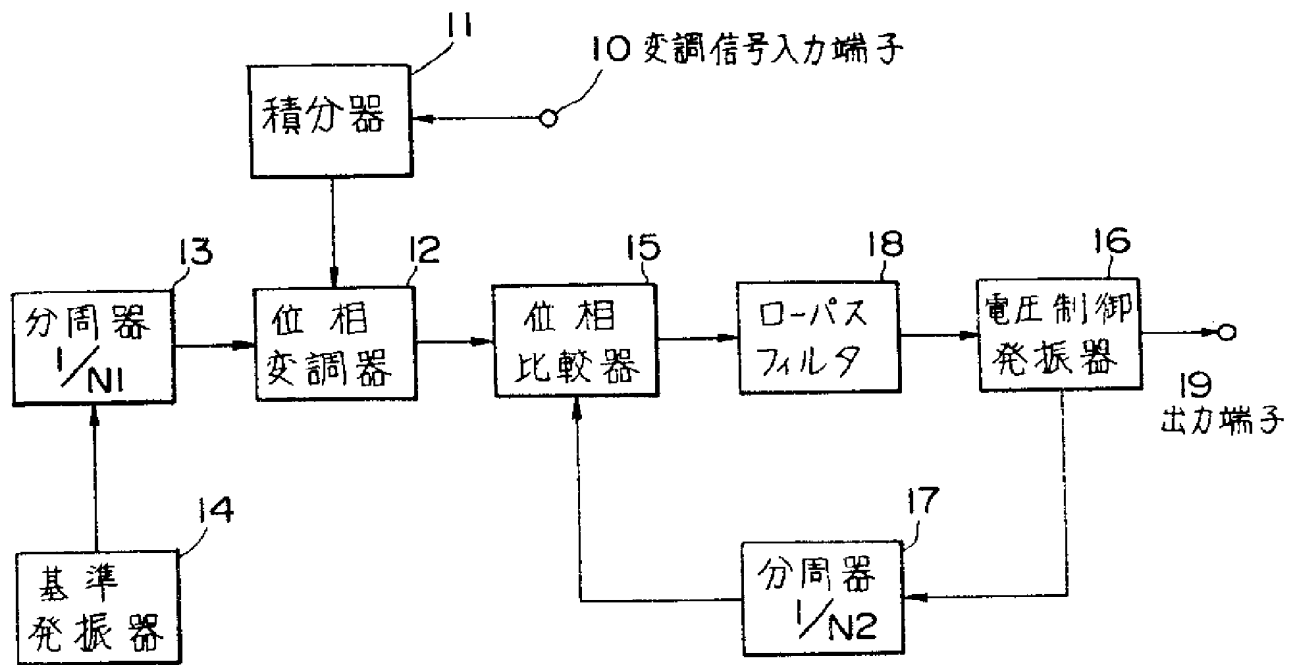 11
10 変調信号入力端子
積分器
13
12
15
18
16
分周器
1/N1
位相
変調器
位相
比較器
ローパス
フィルタ
電圧制御
発振器
19
出力端子
14
17
基準
発振器
分周器
1/N2